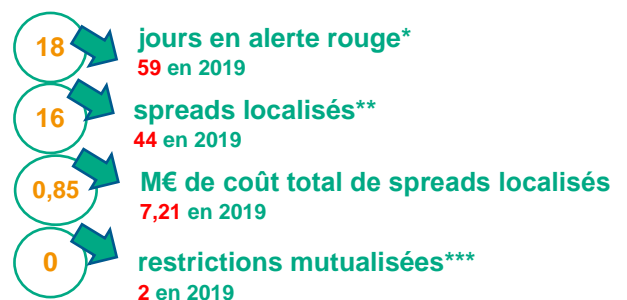 18
jours en alerte rouge*
59 en 2019
16
spreads localisés**
44 en 2019
0,85
M€ de coût total de spreads localisés
7,21 en 2019
0
restrictions mutualisées***
2 en 2019